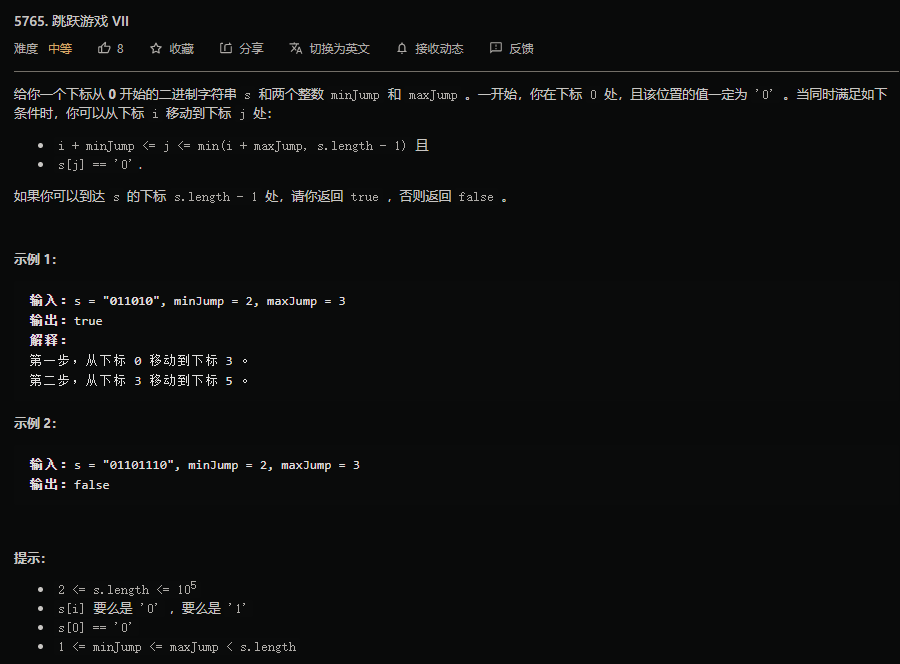 5765. 跳跃游戏 VII
难度 中等 8 收藏 分享 切换为英文 接收动态 反馈
给你一个下标从 0 开始的二进制字符串 s 和两个整数 minJump 和 maxJump 。一开始，你在下标 0 处，且该位置的值一定为 '0' 。当同时满足如下
条件时，你可以从下标 i 移动到下标 j 处：
• i + minJump <= j <= min(i + maxJump, s.length - 1) 且
• s[j] == '0'.
如果你可以到达 s 的下标 s.length - 1 处，请你返回 true ，否则返回 false 。
示例 1：
输入：s = "011010", minJump = 2, maxJump = 3
输出：true
解释：
第一步，从下标 0 移动到下标 3 。
第二步，从下标 3 移动到下标 5 。
示例 2：
输入：s = "01101110", minJump = 2, maxJump = 3
输出：false
提示：
• 2 <= s.length <= 10⁵
• s[i] 要么是 '0' ，要么是 '1'
• s[0] == '0'
• 1 <= minJump <= maxJump < s.length